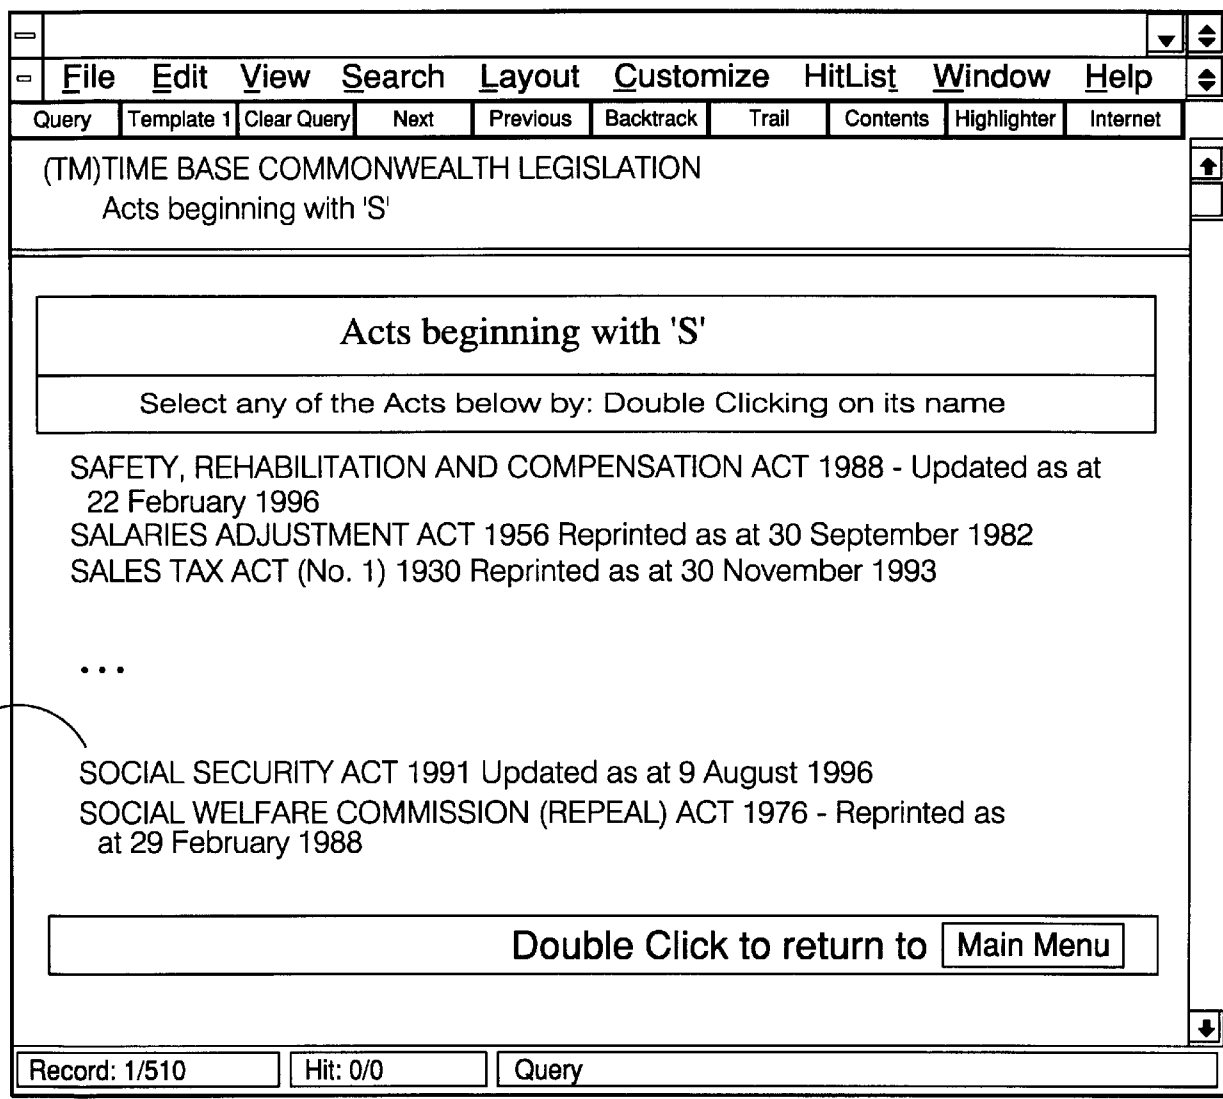 File Edit View Search Layout Customize HitList Window Help
Query Template 1 Clear Query Next Previous Backtrack Trail Contents Highlighter Internet
(TM)TIME BASE COMMONWEALTH LEGISLATION
Acts beginning with 'S'
Acts beginning with 'S'
Select any of the Acts below by: Double Clicking on its name
SAFETY, REHABILITATION AND COMPENSATION ACT 1988 - Updated as at
22 February 1996
SALARIES ADJUSTMENT ACT 1956 Reprinted as at 30 September 1982
SALES TAX ACT (No. 1) 1930 Reprinted as at 30 November 1993
...
SOCIAL SECURITY ACT 1991 Updated as at 9 August 1996
SOCIAL WELFARE COMMISSION (REPEAL) ACT 1976 - Reprinted as
at 29 February 1988
Double Click to return to Main Menu
Record: 1/510 Hit: 0/0 Query